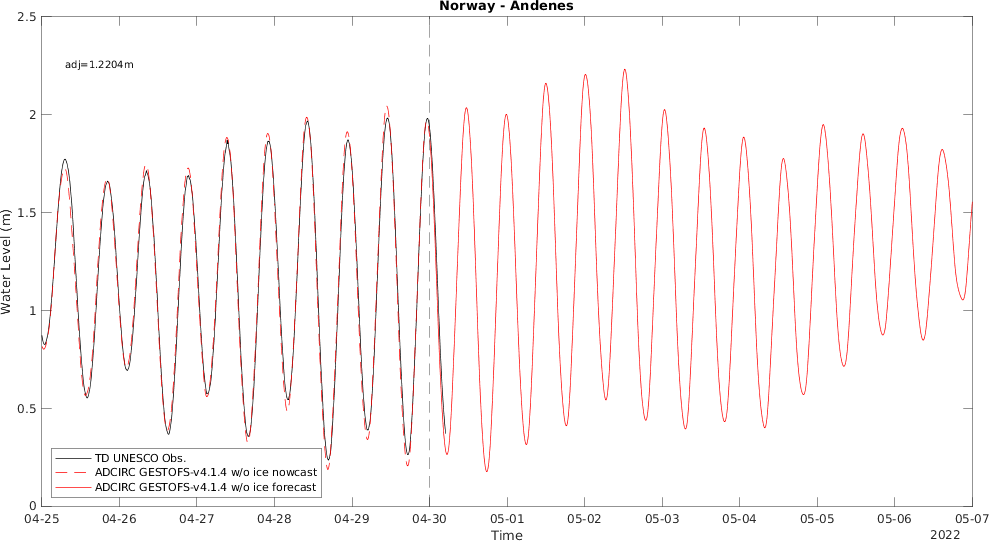 Norway - Andenes
2.5
adj=1.2204m
2
1.5
Water Level (m)
1
0.5
TD UNESCO Obs.
ADCIRC GESTOFS-v4.1.4 w/o ice nowcast
ADCIRC GESTOFS-v4.1.4 w/o ice forecast
0
04-25 04-26 04-27 04-28 04-29 04-30 05-01 05-02 05-03 05-04 05-05 05-06 05-07
Time
2022